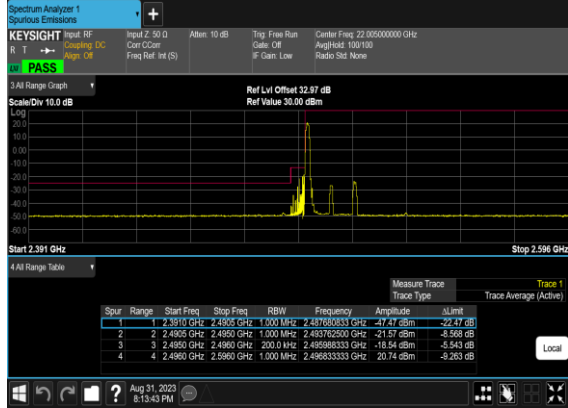 Spectrum Analyzer 1
Spurious Emissions
KEYSIGHT
R T
PASS
Input: RF
Coupling: DC
Align: Off
Input Z: 50 Ω
Corr CCorr
Freq Ref: Int (S)
Atten: 10 dB
Trig: Free Run
Gate: Off
IF Gain: Low
Center Freq: 22.005000000 GHz
Avg|Hold: 100/100
Radio Std: None
3 All Range Graph
Scale/Div 10.0 dB
Ref Lvl Offset 32.97 dB
Ref Value 30.00 dBm
Log
20.0
10.0
0.00
-10.0
-20.0
-30.0
-40.0
-50.0
-60.0
Start 2.391 GHz
Stop 2.596 GHz
4 All Range Table
Measure Trace Trace 1
Trace Type Trace Average (Active)
Spur Range Start Freq Stop Freq RBW Frequency Amplitude ΔLimit
1 1 2.3910 GHz 2.4905 GHz 1.000 MHz 2.487680833 GHz -47.47 dBm -22.47 dB
2 2 2.4905 GHz 2.4950 GHz 1.000 MHz 2.493762500 GHz -21.57 dBm -8.568 dB
3 3 2.4950 GHz 2.4960 GHz 200.0 kHz 2.495988333 GHz -18.54 dBm -5.543 dB
4 4 2.4960 GHz 2.5960 GHz 1.000 MHz 2.496833333 GHz 20.74 dBm -9.263 dB
Local
Aug 31, 2023
8:13:43 PM